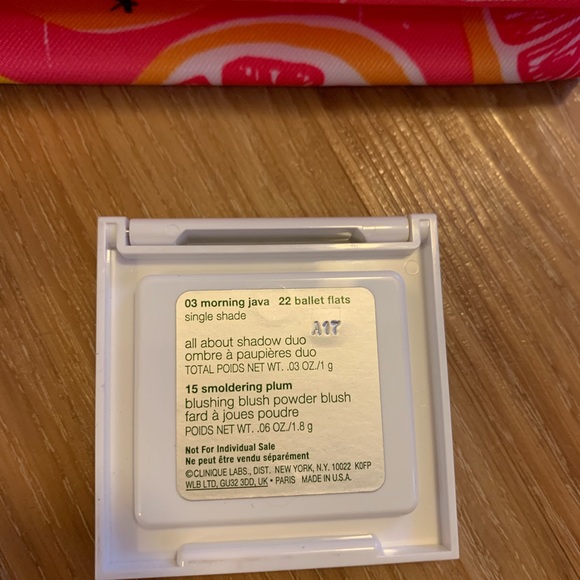 03 morning java 22 ballet flats
single shade
A17
all about shadow duo
ombre à paupières duo
TOTAL POIDS NET WT. .03 OZ./1 g
15 smoldering plum
blushing blush powder blush
fard à joues poudre
POIDS NET WT. .06 OZ./1.8 g
Not For Individual Sale
Ne peut être vendu séparément
©CLINIQUE LABS., DIST. NEW YORK, N.Y. 10022 K0FP
WLB LTD, GU32 3DD, UK • PARIS MADE IN U.S.A.